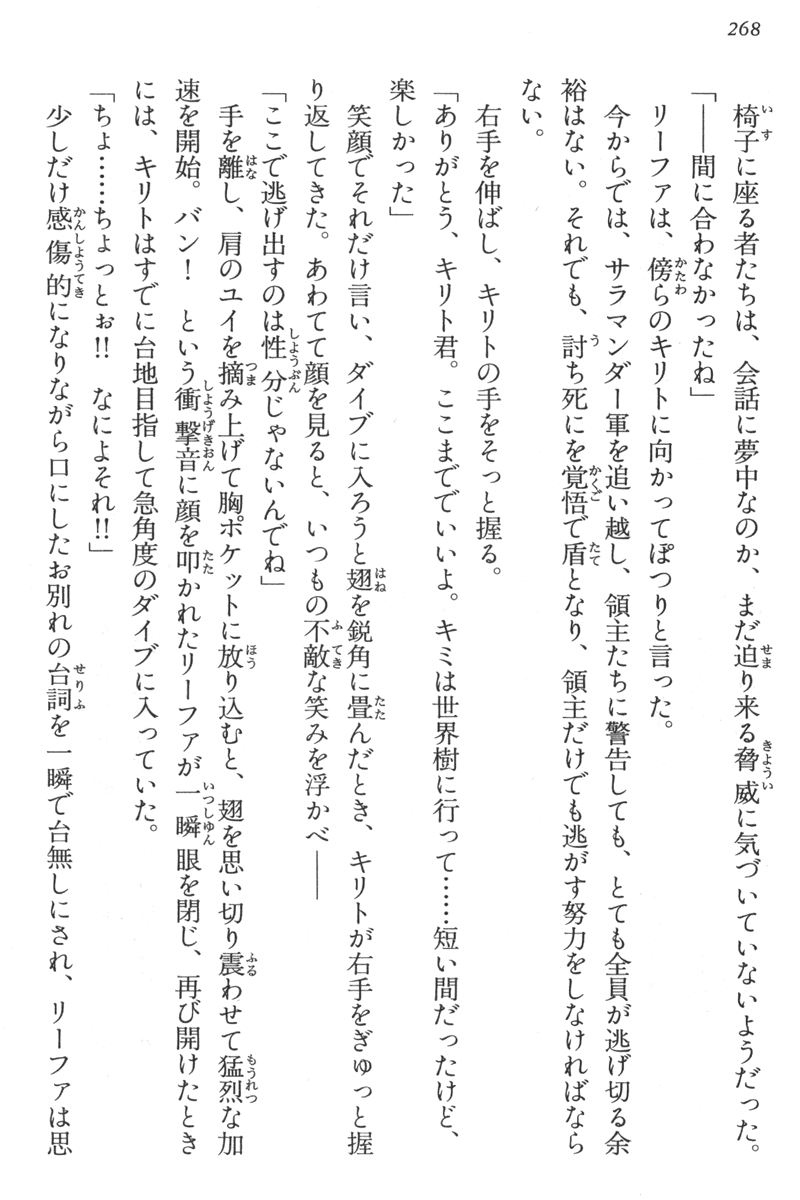 268
椅子に座る者たちは、会話に夢中なのか、まだ迫り来る脅威に気づいていないようだった。
「――間に合わなかったね」
リーファは、傍らのキリトに向かってぽつりと言った。
今からでは、サラマンダー軍を追い越し、領主たちに警告しても、とても全員が逃げ切る余
裕はない。それでも、討ち死にを覚悟で盾となり、領主だけでも逃がす努力をしなければなら
ない。
右手を伸ばし、キリトの手をそっと握る。
「ありがとう、キリト君。ここまででいいよ。キミは世界樹に行って……短い間だったけど、
楽しかった」
笑顔でそれだけ言い、ダイブに入ろうと翅を鋭角に畳んだとき、キリトが右手をぎゅっと握
り返してきた。あわてて顔を見ると、いつもの不敵な笑みを浮かべ――
「ここで逃げ出すのは性分じゃないんでね」
手を離し、肩のユイを摘み上げて胸ポケットに放り込むと、翅を思い切り震わせて猛烈な加
速を開始。バン！　という衝撃音に顔を叩かれたリーファが一瞬眼を閉じ、再び開けたとき
には、キリトはすでに台地目指して急角度のダイブに入っていた。
「ちょ……ちょっとぉ!!　なによそれ!!」
少しだけ感傷的になりながら口にしたお別れの台詞を一瞬で台無しにされ、リーファは思